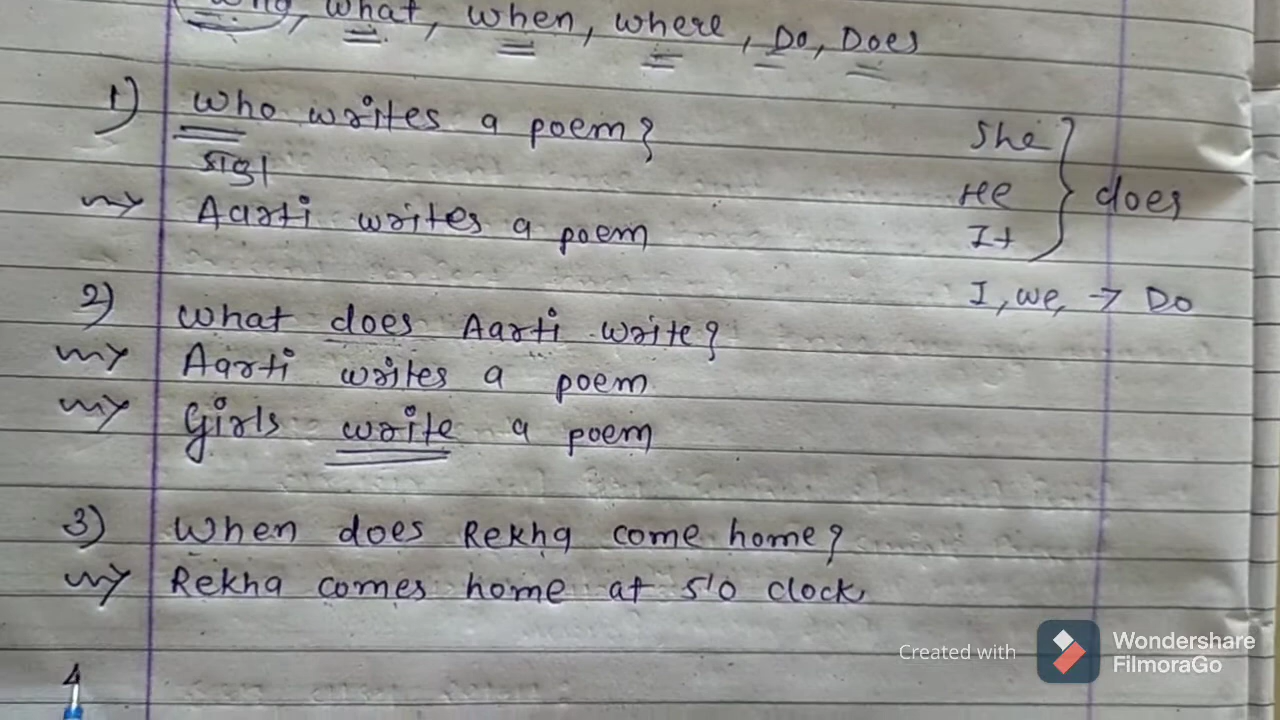 what, when, where, Do, Does
1) Who writes a poem?
She
He
It
does
Aarti writes a poem
I, we, → Do
2) What does Aarti write?
Aarti writes a poem
Girls write a poem
3) When does Rekha come home?
Rekha comes home at 5'O clock.
4
Created with
Wondershare
FilmoraGo